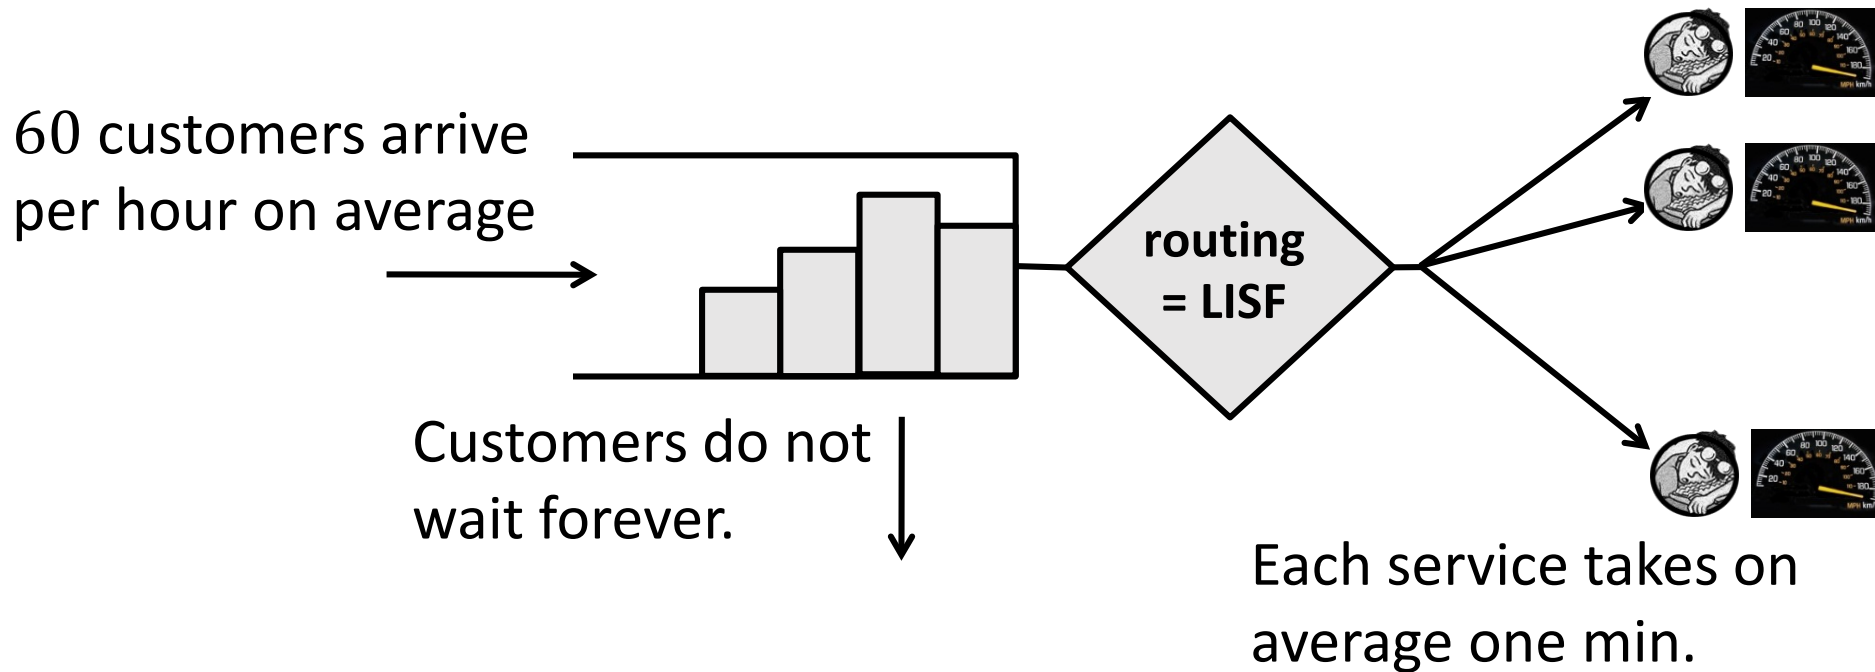 60 customers arrive
per hour on average
routing
= LISF
Customers do not
wait forever.
Each service takes on
average one min.